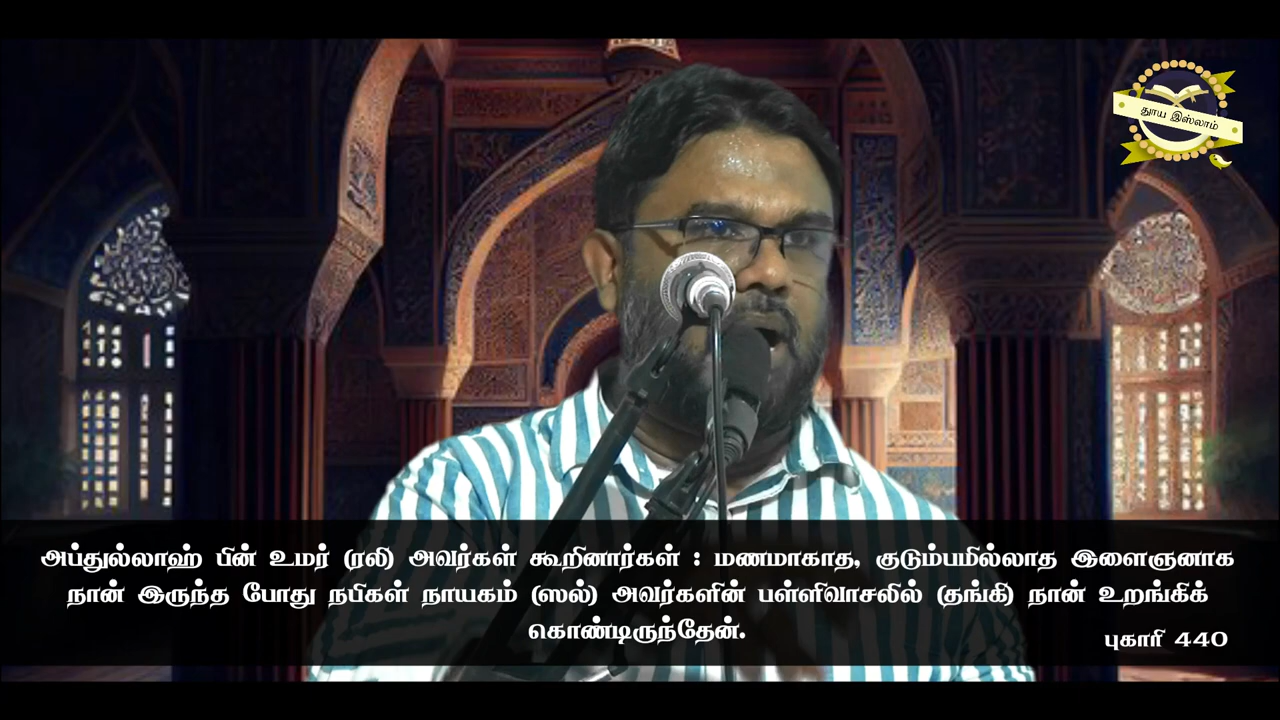 தூய இஸ்லாம்
அப்துல்லாஹ் பின் உமர் (ரலி) அவர்கள் கூறினார்கள் : மணமாகாத, குடும்பமில்லாத இளைஞனாக
நான் இருந்த போது நபிகள் நாயகம் (ஸல்) அவர்களின் பள்ளிவாசலில் (தங்கி) நான் உறங்கிக்
கொண்டிருந்தேன்.
புகாரி 440